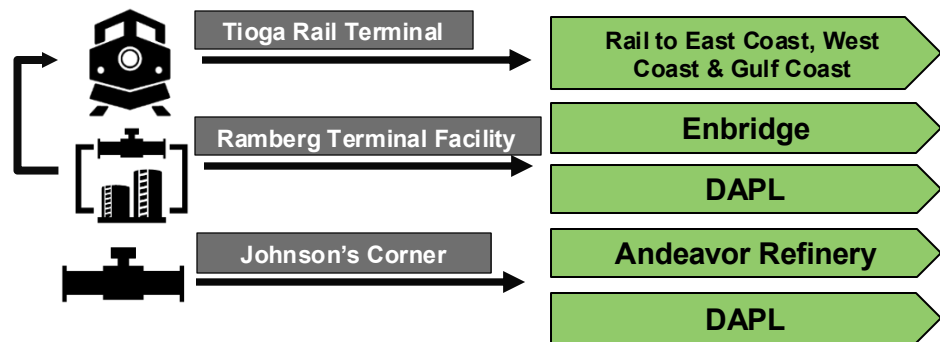 Tioga Rail Terminal
Rail to East Coast, West
Coast & Gulf Coast
Ramberg Terminal Facility
Enbridge
DAPL
Johnson’s Corner
Andeavor Refinery
DAPL